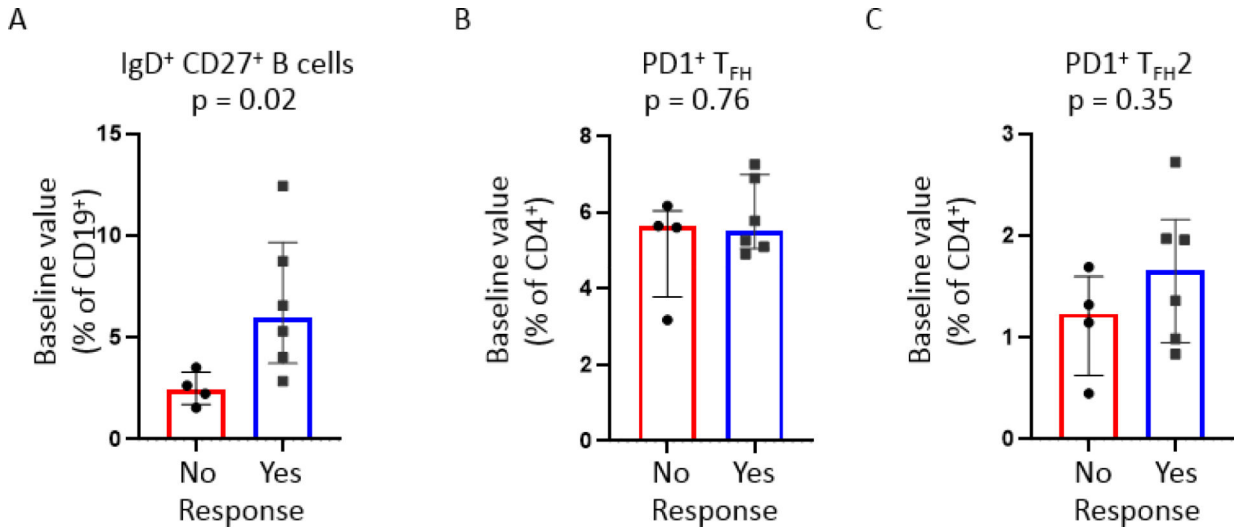 A
IgD⁺ CD27⁺ B cells
p = 0.02
Baseline value
(% of CD19⁺)
15
10
5
0
No Yes
Response
B
PD1⁺ T_FH
p = 0.76
Baseline value
(% of CD4⁺)
8
6
4
2
0
No Yes
Response
C
PD1⁺ T_FH2
p = 0.35
Baseline value
(% of CD4⁺)
3
2
1
0
No Yes
Response